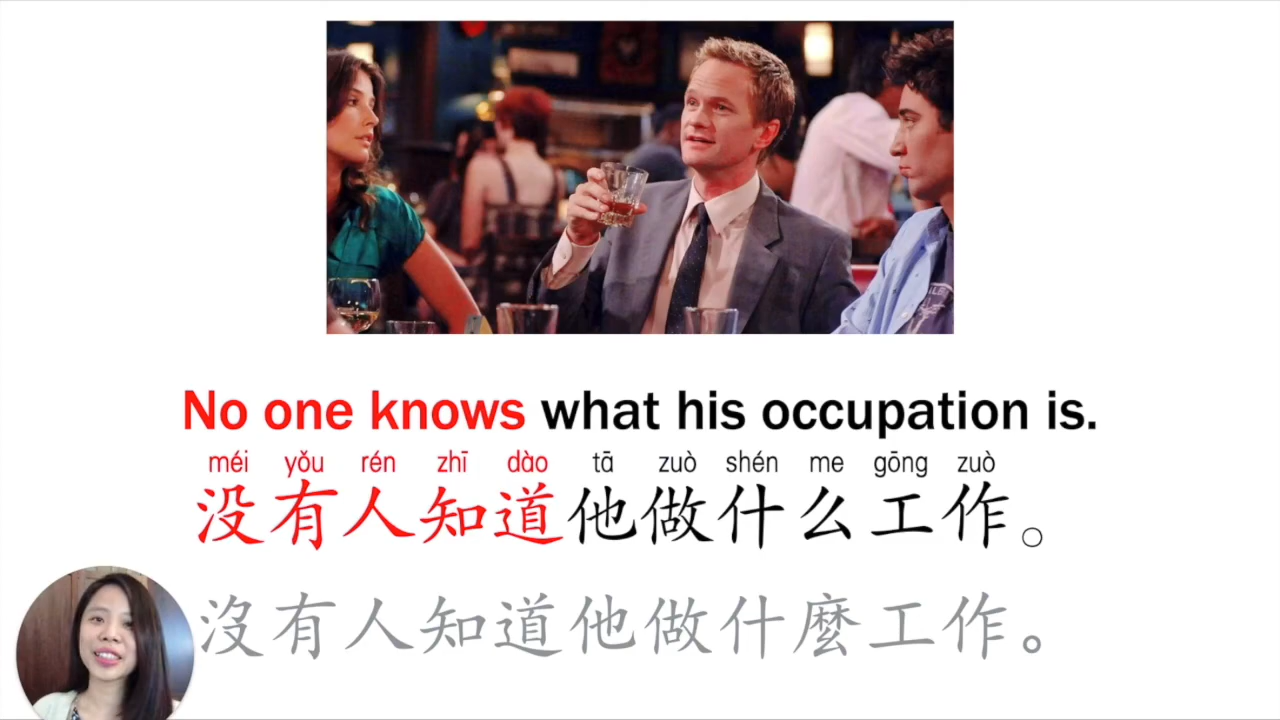 No one knows what his occupation is.
méi yǒu rén zhī dào tā zuò shén me gōng zuò
没有人知道他做什么工作。
沒有人知道他做什麼工作。